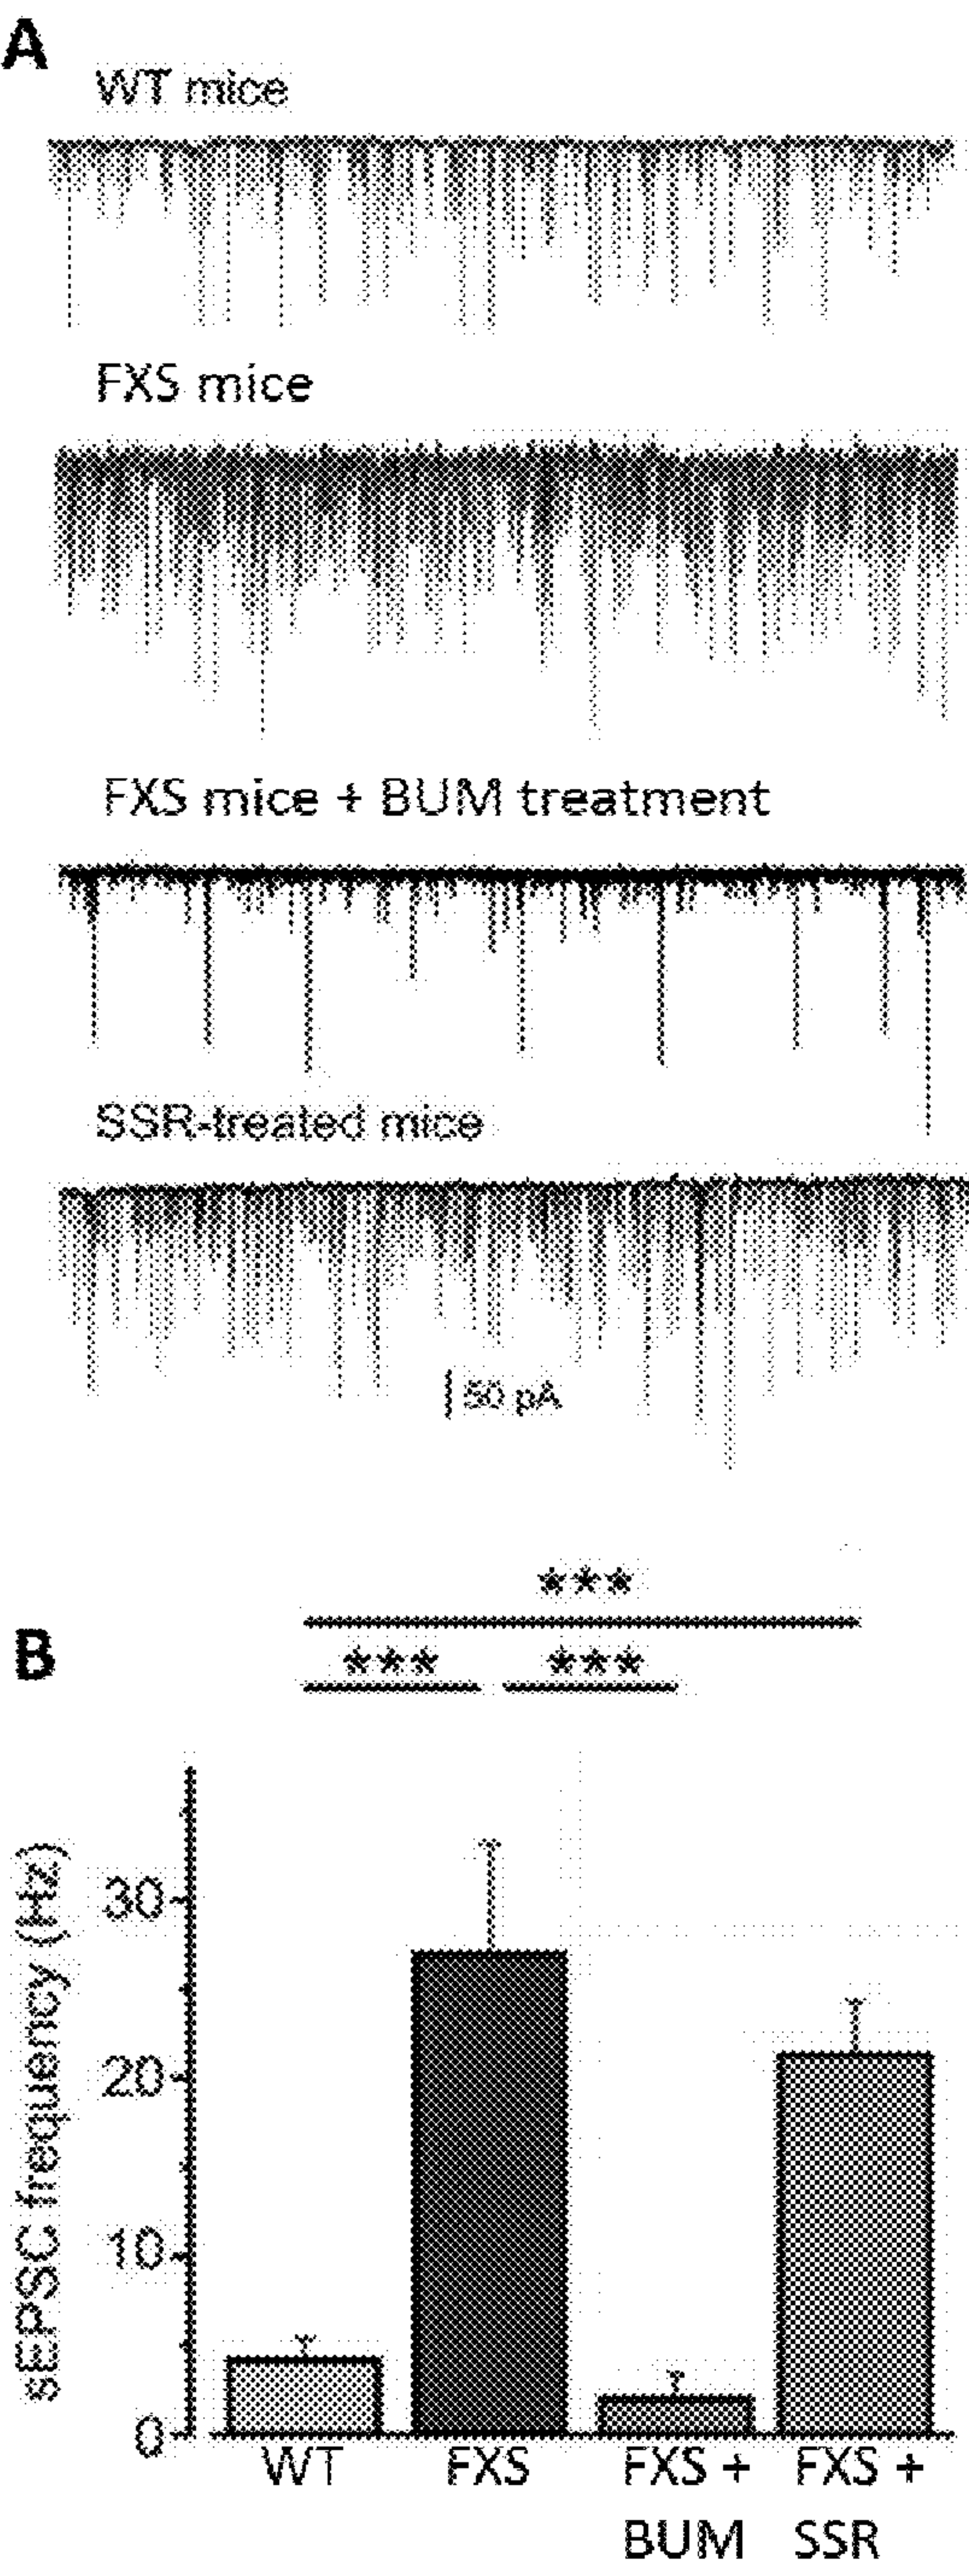 A
WT mice
FXS mice
FXS mice + BUM treatment
SSR-treated mice
50 pA
***
B
*** ***
sEPSC frequency (Hz)
30
20
10
0
WT FXS FXS + FXS +
BUM SSR